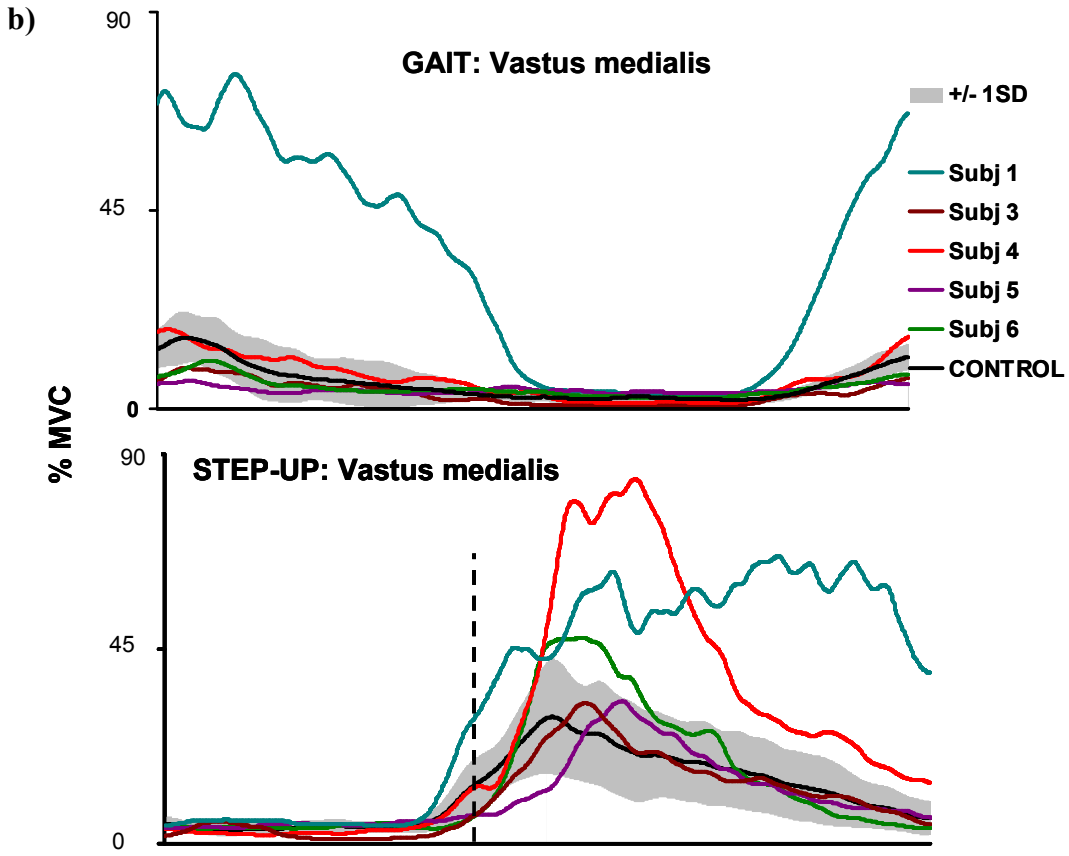 b)
90
GAIT: Vastus medialis
+/- 1SD
Subj 1
45
Subj 3
Subj 4
Subj 5
Subj 6
CONTROL
0
% MVC
90
STEP-UP: Vastus medialis
45
0